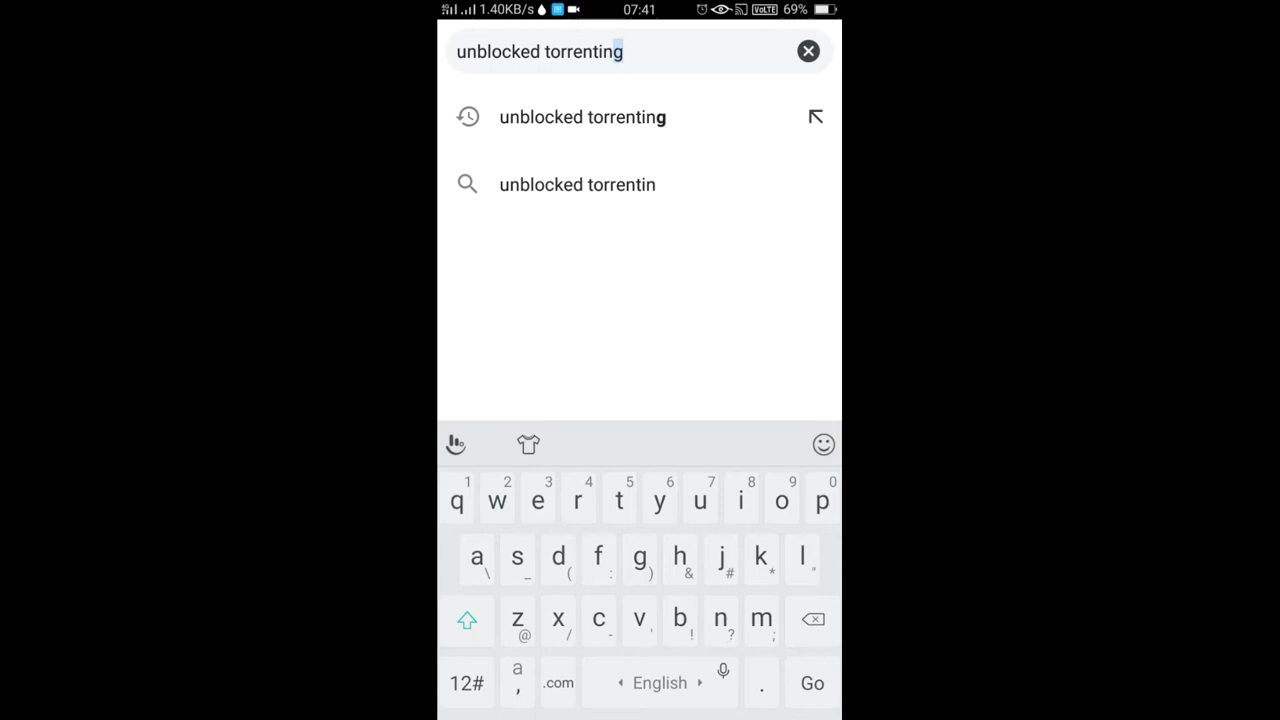 4G 1.40KB/s 07:41 VoLTE 69%
unblocked torrenting
unblocked torrenting
unblocked torrentin
1 2 3 4 5 6 7 8 9 0
q w e r t y u i o p
a s d f g h j k l
\ _ ( : ) & # * "
z x c v b n m
@ / - ' ! ? ;
12# a , .com English . Go